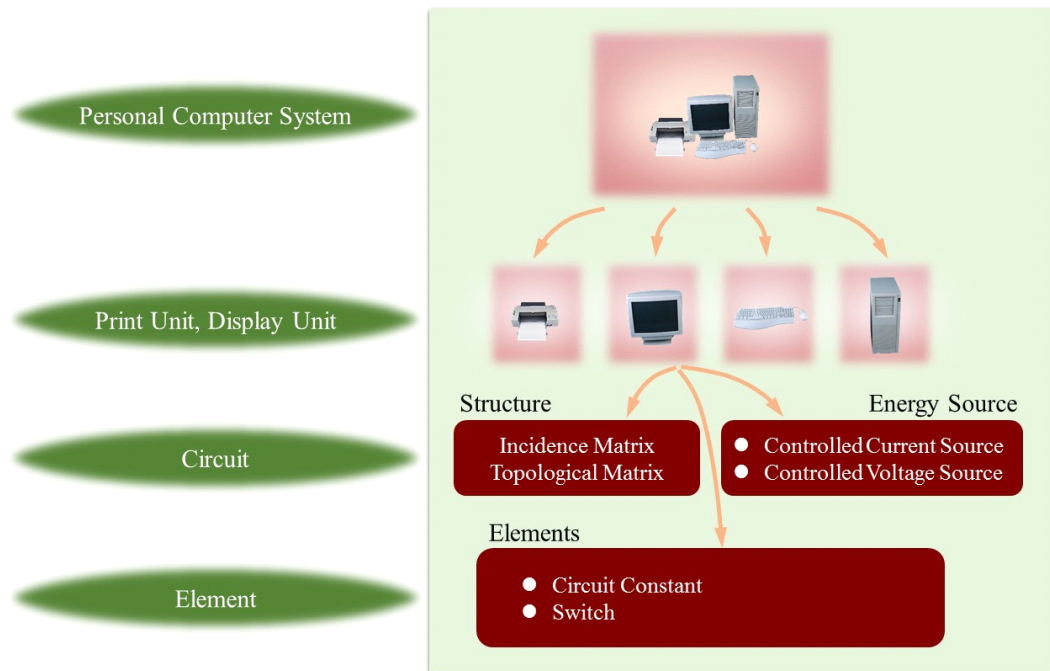 Personal Computer System
Print Unit, Display Unit
Structure
Energy Source
Circuit
Incidence Matrix
Topological Matrix
● Controlled Current Source
● Controlled Voltage Source
Elements
Element
● Circuit Constant
● Switch